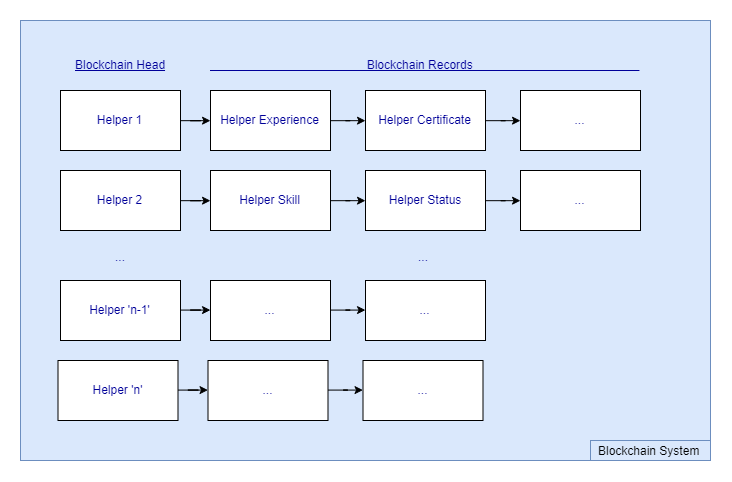 Blockchain Head
Blockchain Records
Helper 1
Helper Experience
Helper Certificate
...
Helper 2
Helper Skill
Helper Status
...
...
...
Helper 'n-1'
...
...
Helper 'n'
...
...
Blockchain System